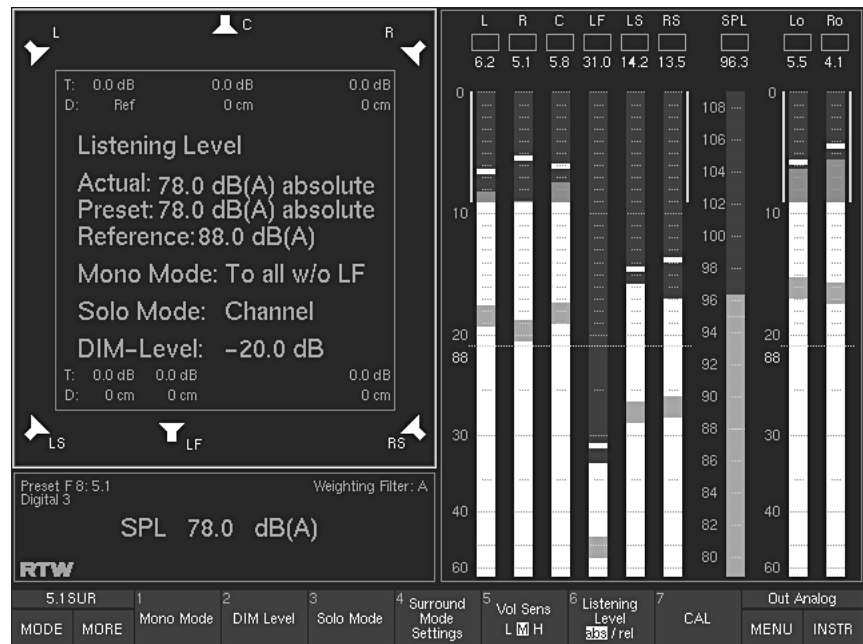 L C R
T: 0.0 dB 0.0 dB 0.0 dB
D: Ref 0 cm 0 cm
Listening Level
Actual: 78.0 dB(A) absolute
Preset: 78.0 dB(A) absolute
Reference: 88.0 dB(A)
Mono Mode: To all w/o LF
Solo Mode: Channel
DIM-Level: -20.0 dB
T: 0.0 dB 0.0 dB 0.0 dB
D: 0 cm 0 cm 0 cm
LS LF RS
Preset F 8: 5.1 Weighting Filter: A
Digital 3
SPL 78.0 dB(A)
RTW
L R C LF LS RS SPL Lo Ro
6.2 5.1 5.8 31.0 14.2 13.5 96.3 5.5 4.1
0 0
108
106
104
102
10 10
100
98
96
94
20 20
88 88
92
90
88
30 30
86
84
40 40
82
80
60 60
5.1SUR
MODE MORE
1 Mono Mode
2 DIM Level
3 Solo Mode
4 Surround
Mode
Settings
5 Vol Sens
L M H
6 Listening
Level
abs / rel
7 CAL
Out Analog
MENU INSTR